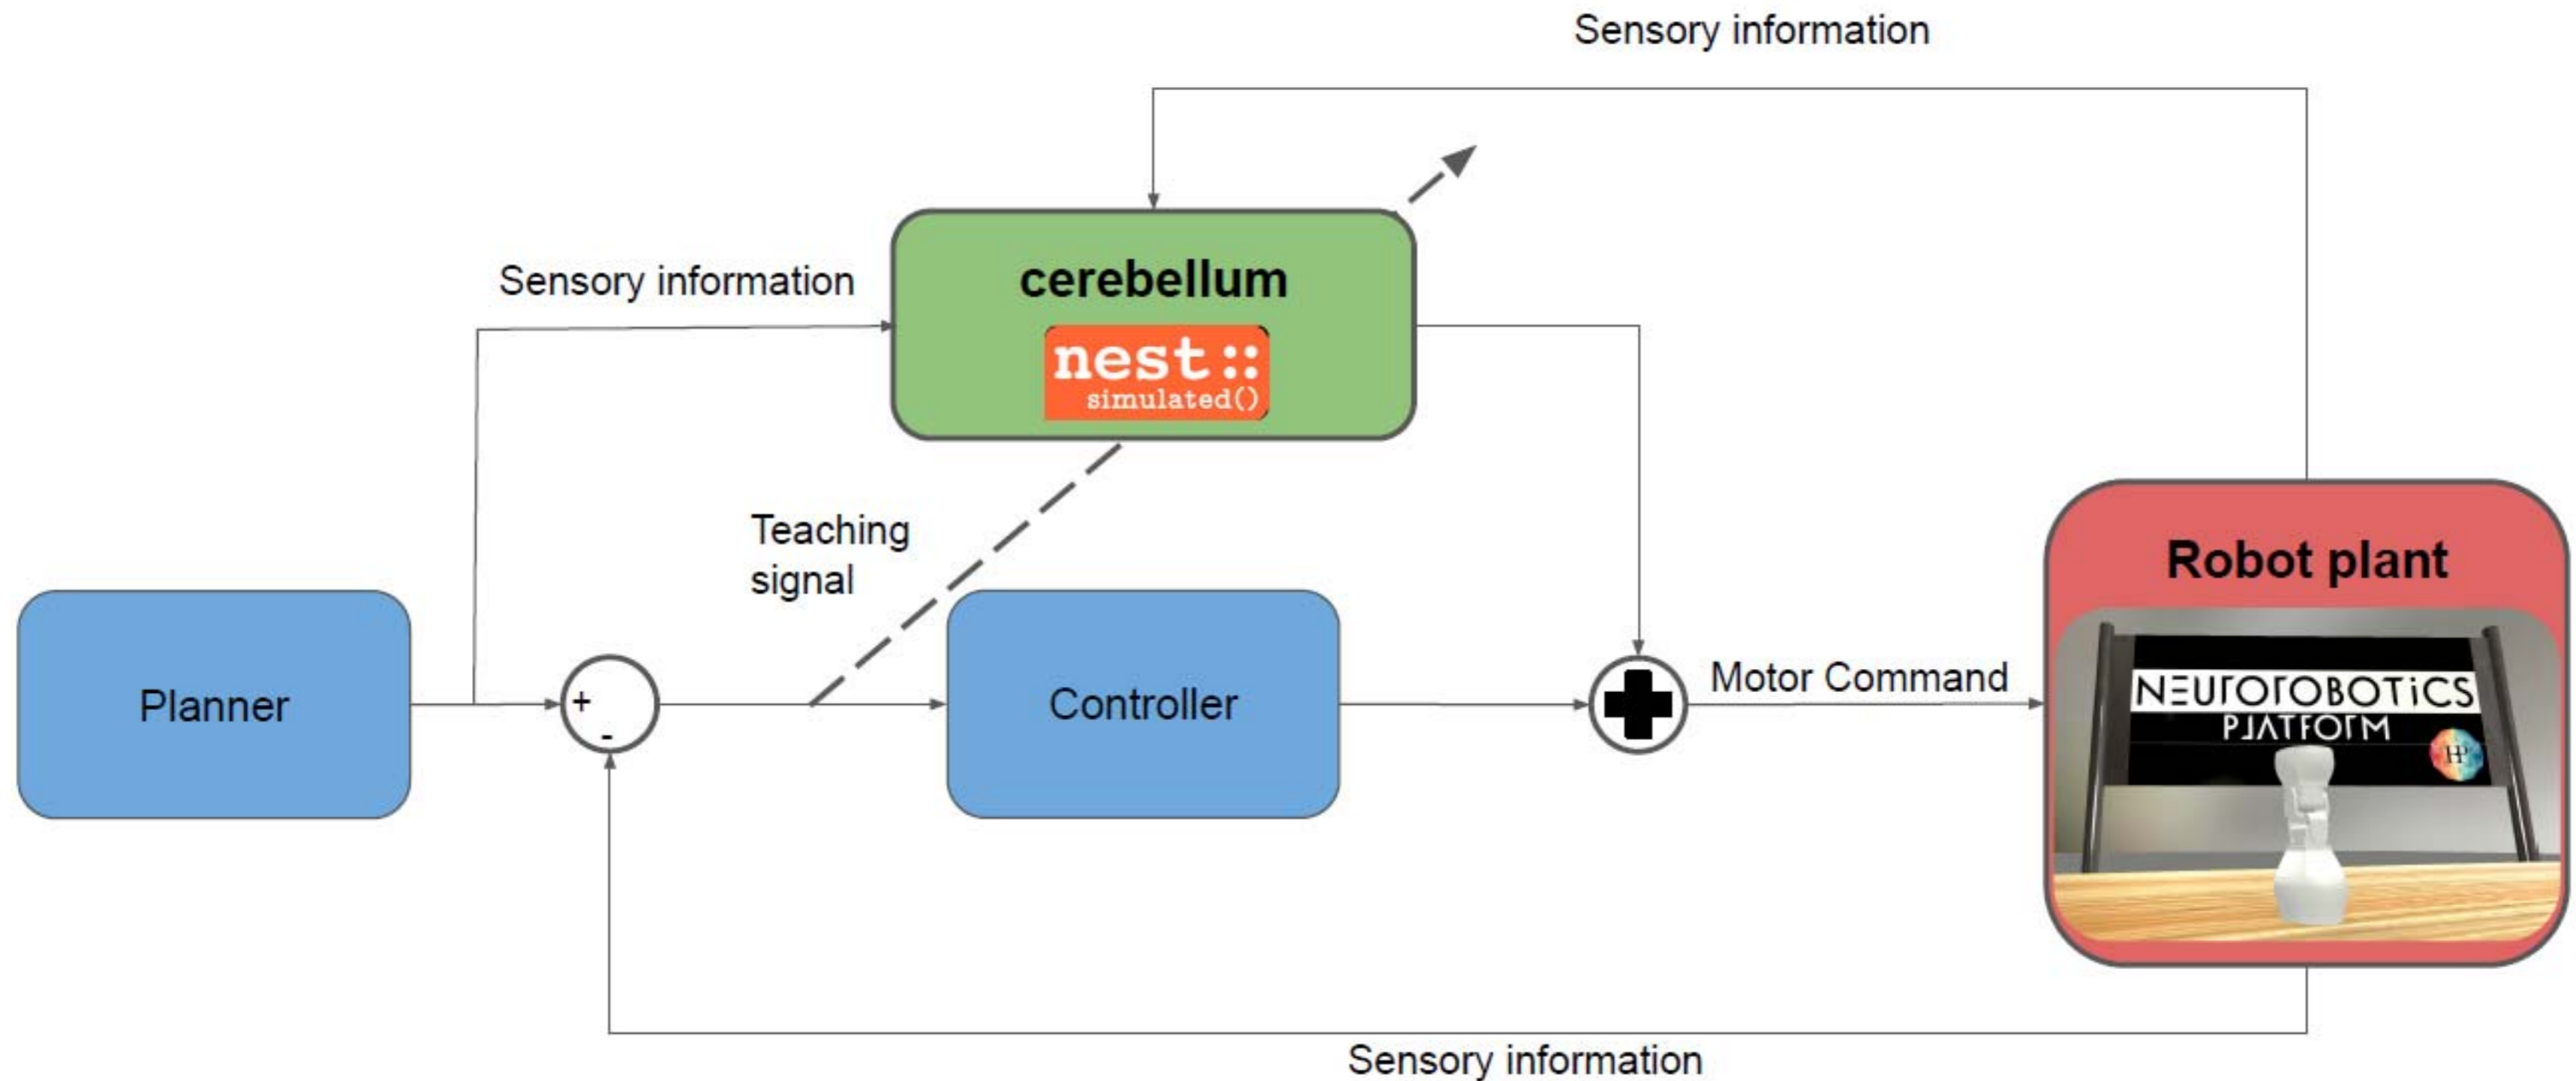 Sensory information
Sensory information
cerebellum
nest::
simulated()
Teaching
signal
Planner
+
-
Controller
Motor Command
Robot plant
NEUROROBOTICS
PLATFORM
HP
Sensory information